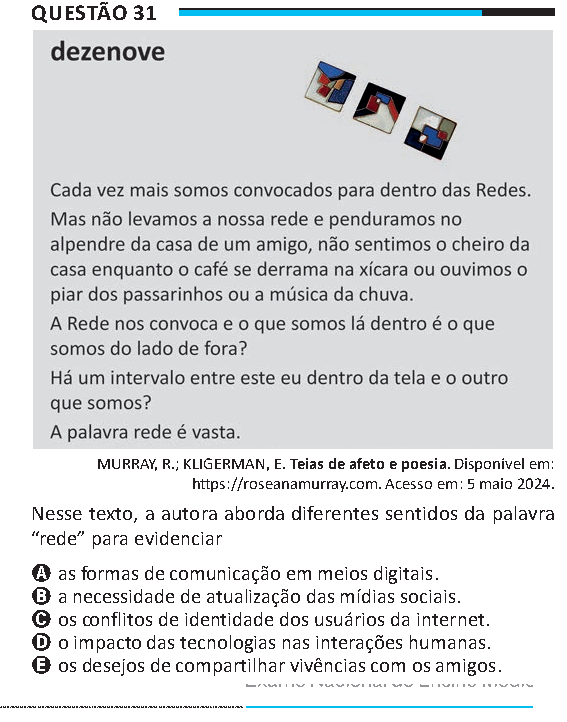 QUESTÃO 31
dezenove
Cada vez mais somos convocados para dentro das Redes.
Mas não levamos a nossa rede e penduramos no
alpendre da casa de um amigo, não sentimos o cheiro da
casa enquanto o café se derrama na xícara ou ouvimos o
piar dos passarinhos ou a música da chuva.
A Rede nos convoca e o que somos lá dentro é o que
somos do lado de fora?
Há um intervalo entre este eu dentro da tela e o outro
que somos?
A palavra rede é vasta.
MURRAY, R.; KLIGERMAN, E. Teias de afeto e poesia. Disponível em:
https://roseanamurray.com. Acesso em: 5 maio 2024.
Nesse texto, a autora aborda diferentes sentidos da palavra
“rede” para evidenciar
A as formas de comunicação em meios digitais.
B a necessidade de atualização das mídias sociais.
C os conflitos de identidade dos usuários da internet.
D o impacto das tecnologias nas interações humanas.
E os desejos de compartilhar vivências com os amigos.